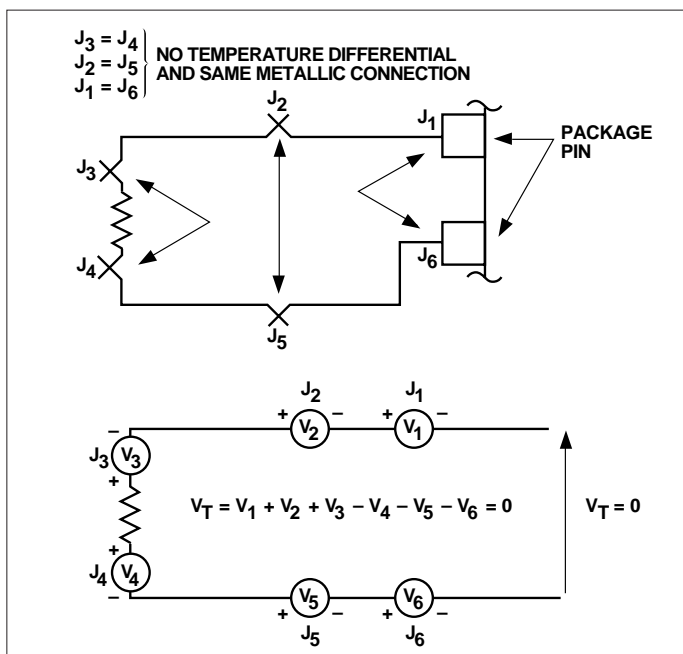 J3 = J4
J2 = J5
J1 = J6
NO TEMPERATURE DIFFERENTIAL
AND SAME METALLIC CONNECTION
J2
J1
PACKAGE
PIN
J3
J4
J6
J5
J2
J1
+ V2 −
+ V1 −
−
J3 V3
+
VT = V1 + V2 + V3 − V4 − V5 − V6 = 0
VT = 0
+
J4 V4
−
+ V5 −
+ V6 −
J5
J6